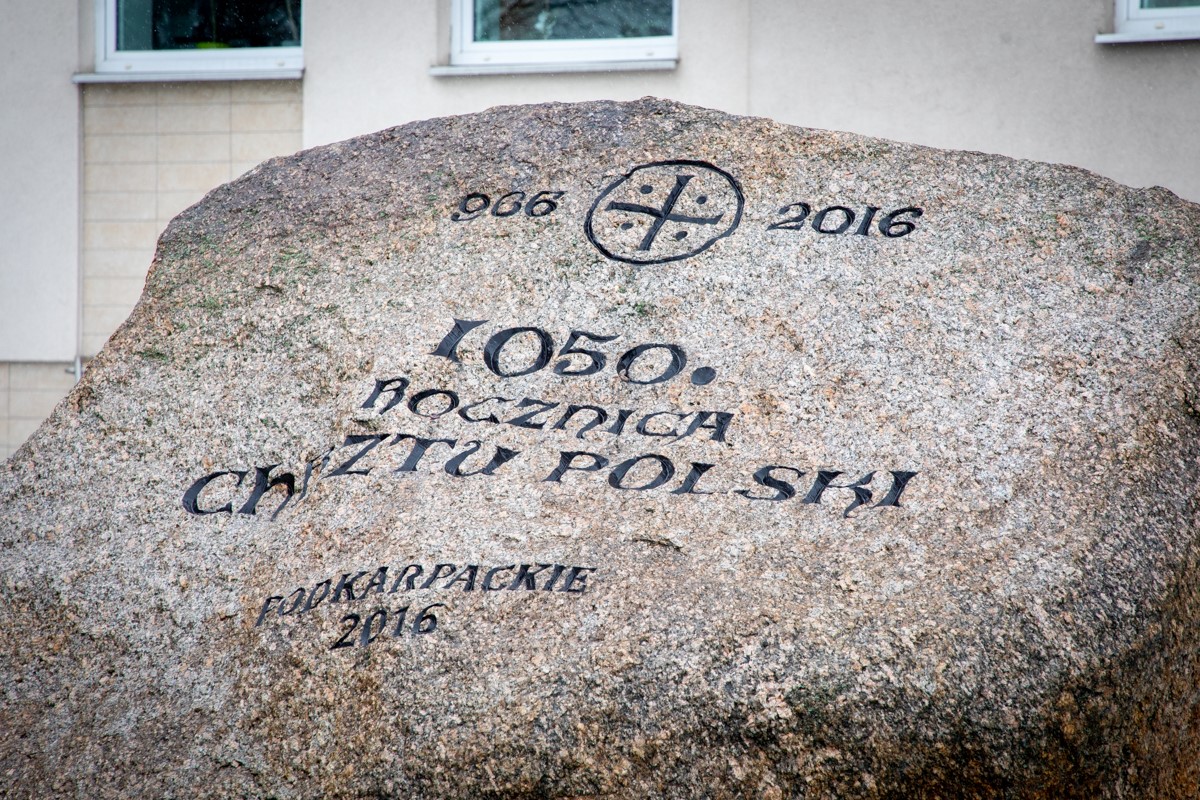 966 2016
1050.
ROCZNICA
ChRZTU POLSKI
PODKARPACKIE
2016